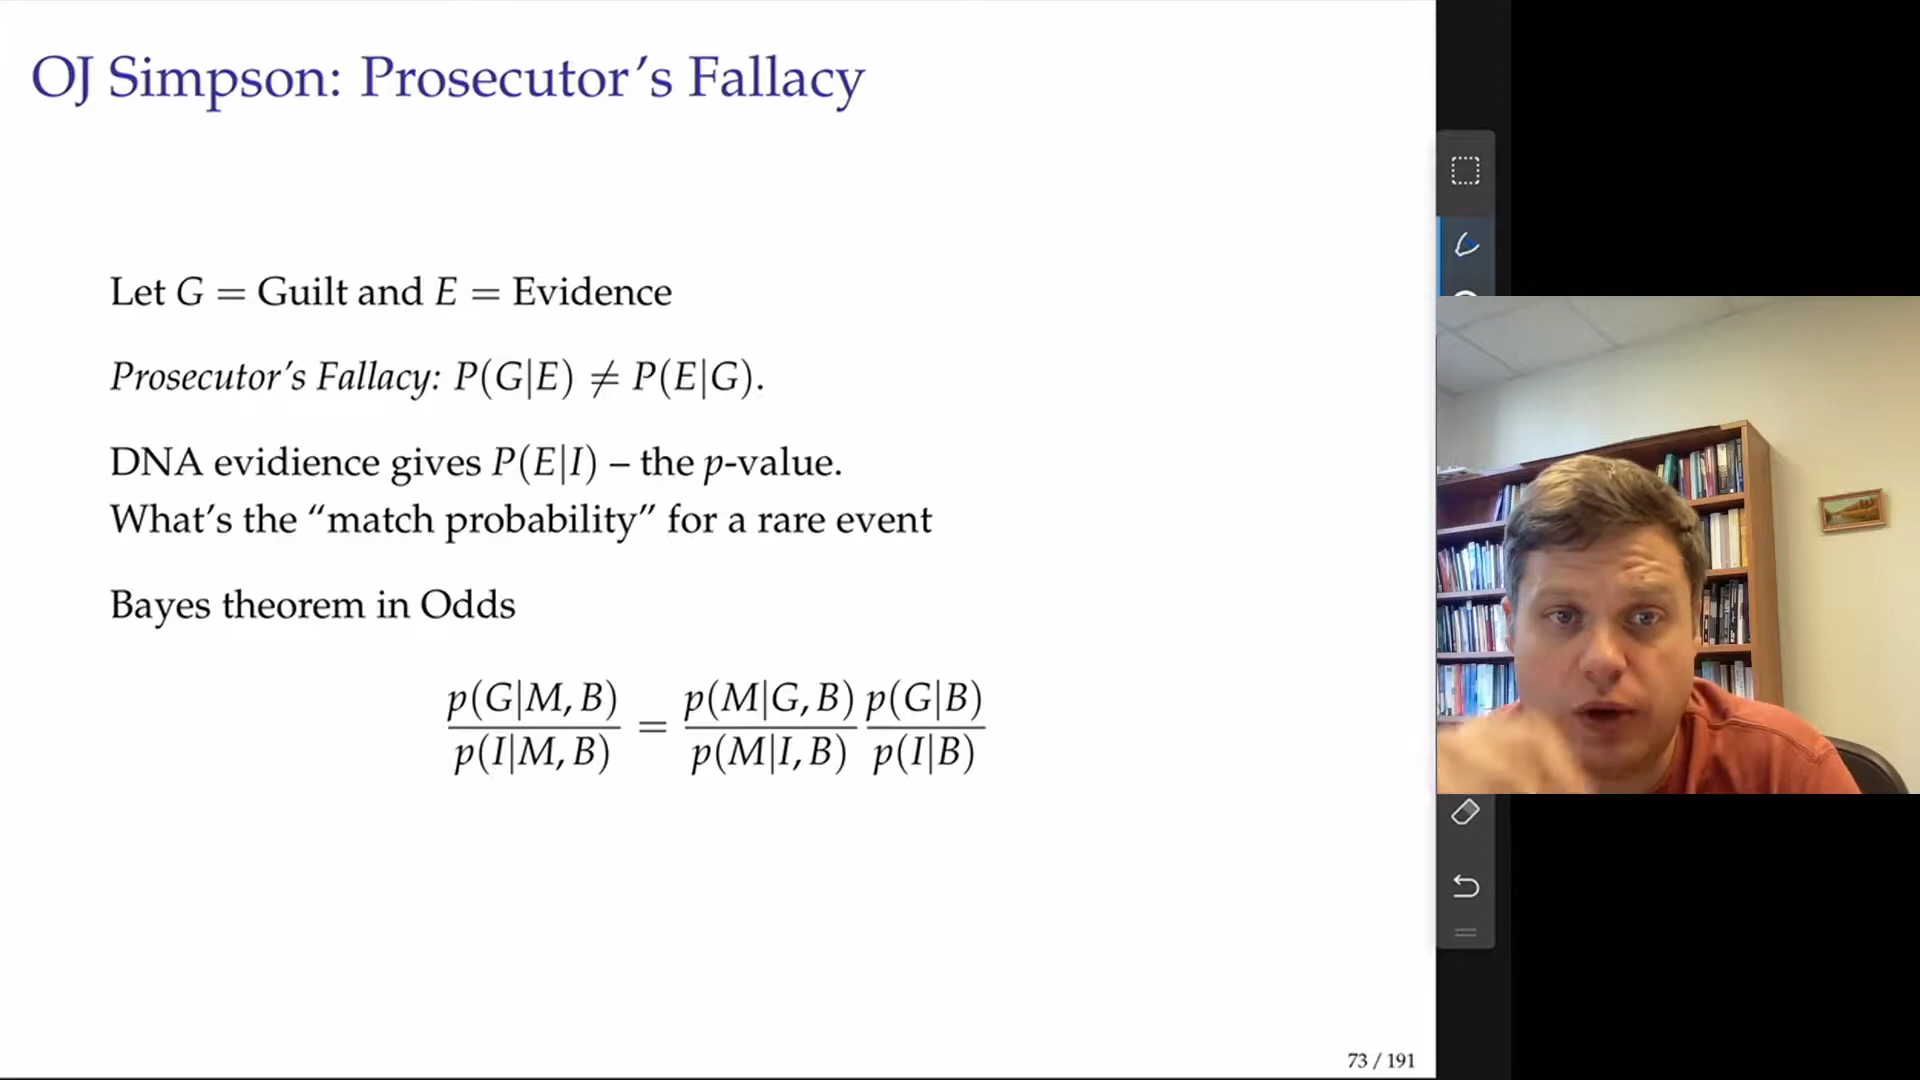 OJ Simpson: Prosecutor's Fallacy
Let G = Guilt and E = Evidence
Prosecutor's Fallacy: P(G|E) ≠ P(E|G).
DNA evidience gives P(E|I) – the p-value.
What's the “match probability” for a rare event
Bayes theorem in Odds
p(G|M, B) / p(I|M, B) = p(M|G, B) / p(M|I, B) p(G|B) / p(I|B)
73 / 191